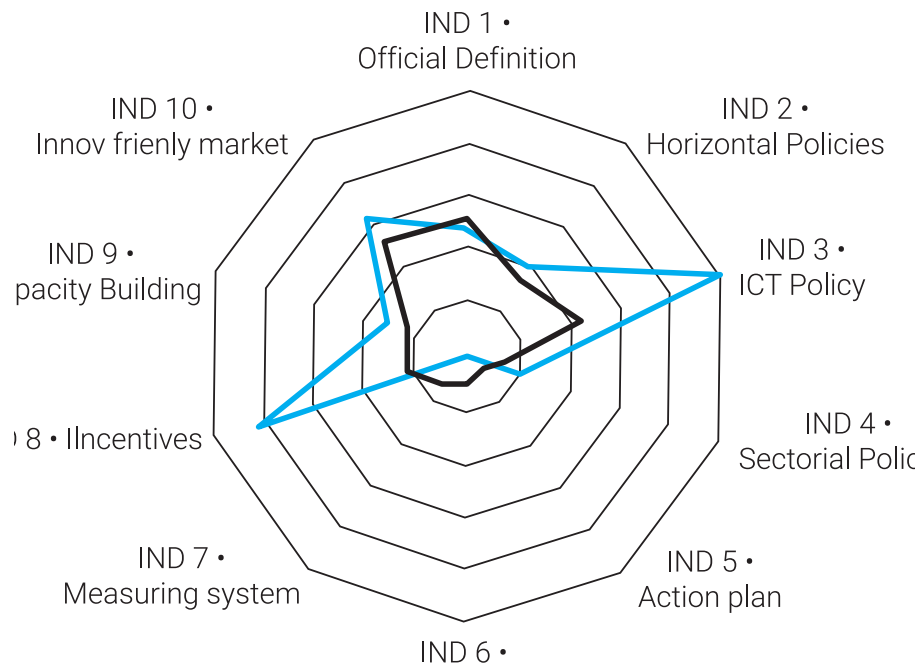 IND 1 •
Official Definition
IND 10 •
Innov frienly market
IND 2 •
Horizontal Policies
IND 9 •
pacity Building
IND 3 •
ICT Policy
8 • IIncentives
IND 4 •
Sectorial Polic
IND 7 •
Measuring system
IND 5 •
Action plan
IND 6 •